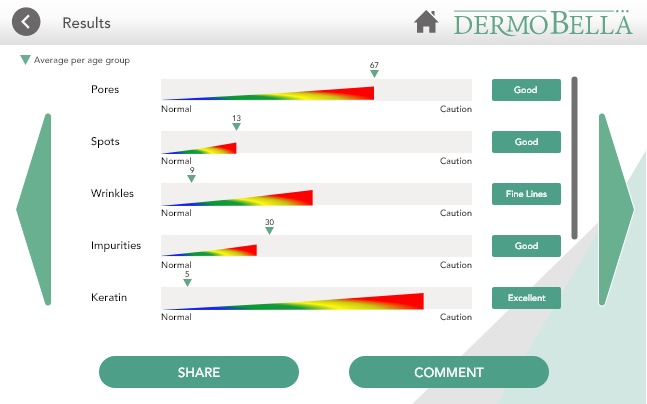 Results
DERMOBELLA
Average per age group
67
Pores
Good
Normal
Caution
13
Spots
Good
Normal
Caution
9
Wrinkles
Fine Lines
Normal
Caution
30
Impurities
Good
Normal
Caution
5
Keratin
Excellent
Normal
Caution
SHARE
COMMENT